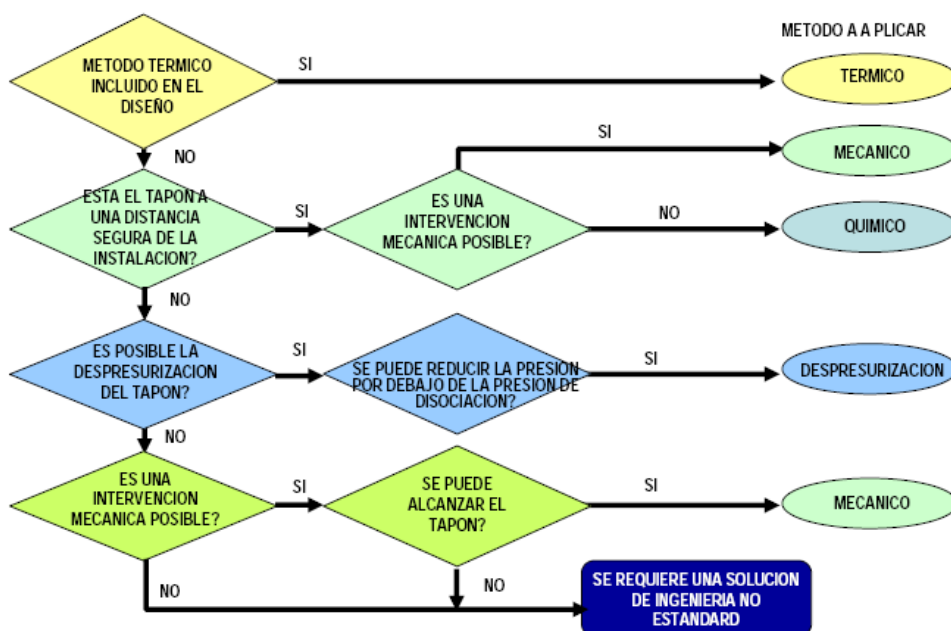 METODO A A PLICAR
METODO TERMICO
INCLUIDO EN EL
DISEÑO
SI
TERMICO
NO
SI
MECANICO
ESTA EL TAPON A
UNA DISTANCIA
SEGURA DE LA
INSTALACION?
SI
ES UNA
INTERVENCION
MECANICA POSIBLE?
NO
QUIMICO
NO
ES POSIBLE LA
DESPRESURIZACION
DEL TAPON?
SI
SE PUEDE REDUCIR LA PRESION
POR DEBAJO DE LA PRESION DE
DISOCIACION?
SI
DESPRESURIZACION
NO
ES UNA
INTERVENCION
MECANICA POSIBLE?
SI
SE PUEDE
ALCANZAR EL
TAPON?
SI
MECANICO
NO
NO
SE REQUIERE UNA SOLUCION
DE INGENIERIA NO
ESTANDARD